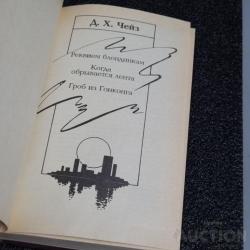 Д. Х. Чейз
Реквием блондинкам
Когда
обрывается лента
Гроб из Гонконга